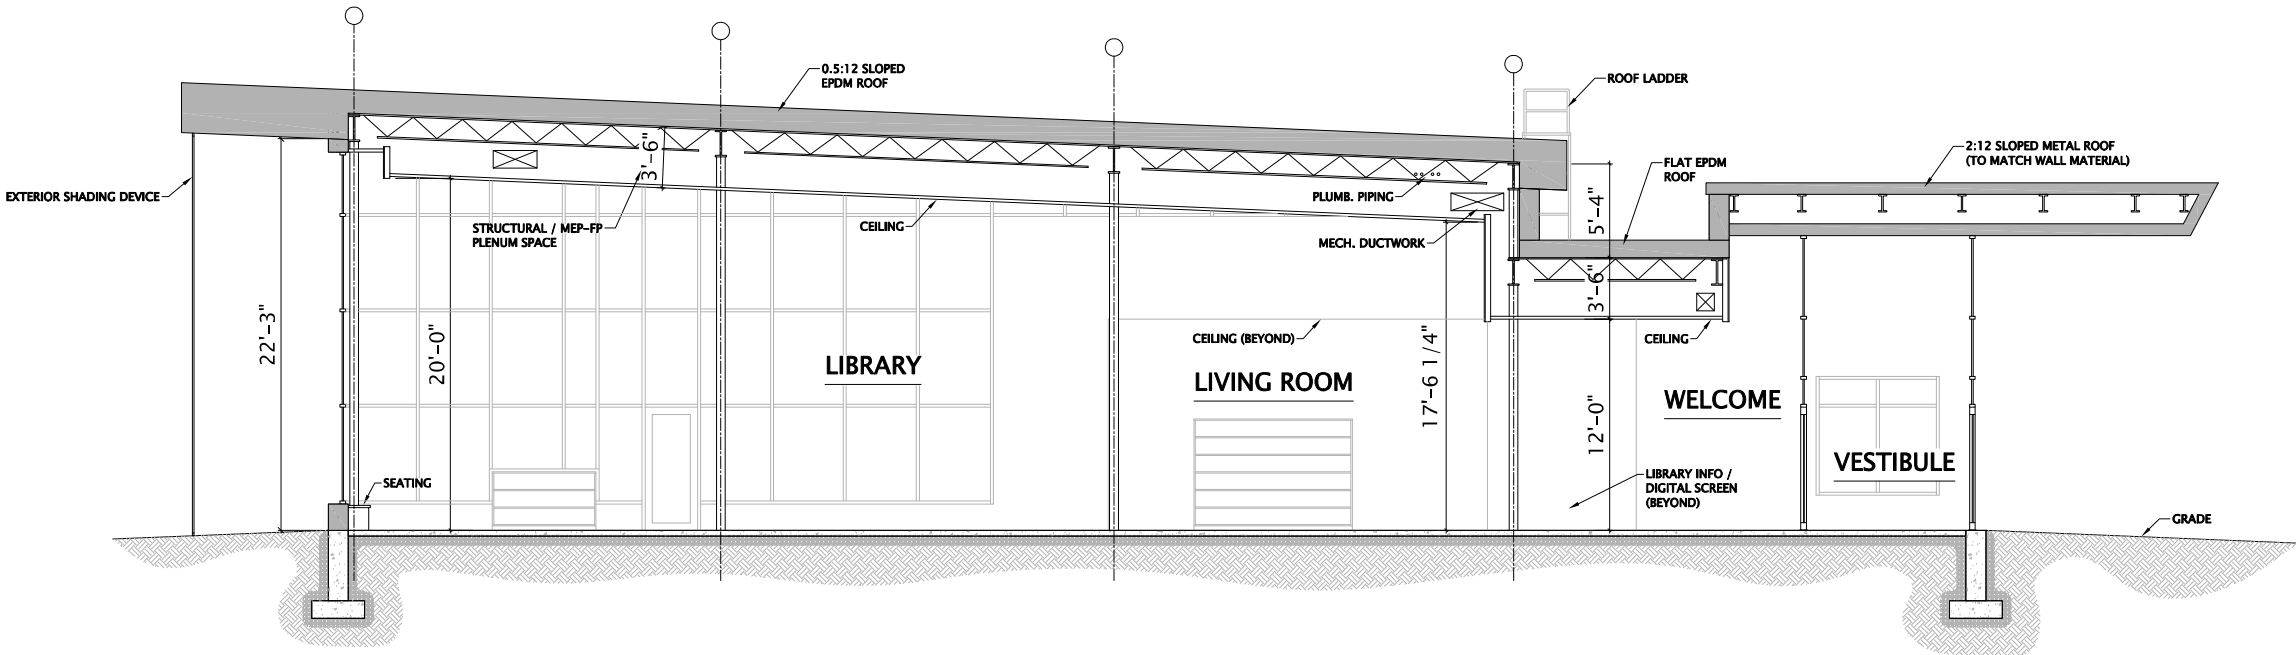 0.5:12 SLOPED
EPDM ROOF
ROOF LADDER
2:12 SLOPED METAL ROOF
(TO MATCH WALL MATERIAL)
FLAT EPDM
ROOF
EXTERIOR SHADING DEVICE
3'-6"
PLUMB. PIPING
STRUCTURAL / MEP-FP
PLENUM SPACE
CEILING
MECH. DUCTWORK
5'-4"
3'-6"
22'-3"
20'-0"
CEILING (BEYOND)
17'-6 1/4"
CEILING
LIBRARY
LIVING ROOM
WELCOME
12'-0"
VESTIBULE
SEATING
LIBRARY INFO /
DIGITAL SCREEN
(BEYOND)
GRADE